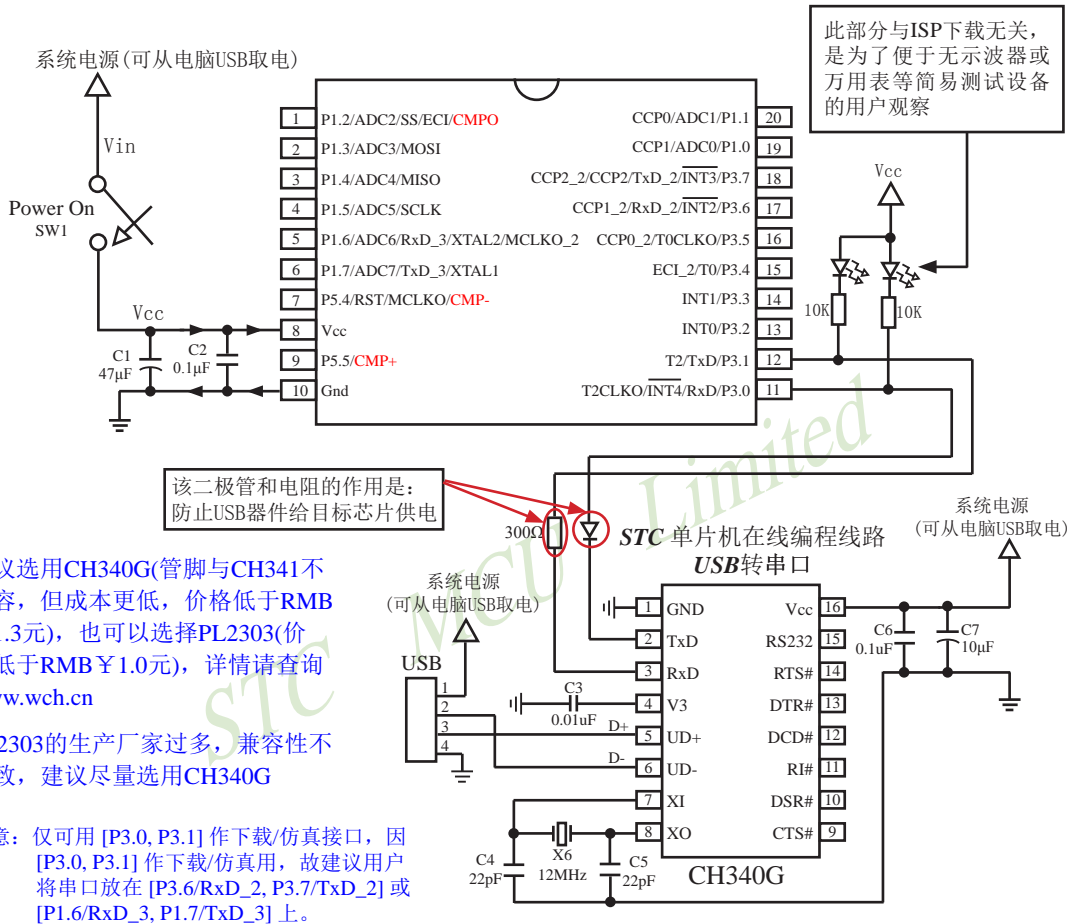 系统电源(可从电脑USB取电)
Vin
Power On
SW1
Vcc
C1
47μF
C2
0.1μF
1 P1.2/ADC2/SS/ECI/CMPO
2 P1.3/ADC3/MOSI
3 P1.4/ADC4/MISO
4 P1.5/ADC5/SCLK
5 P1.6/ADC6/RxD_3/XTAL2/MCLKO_2
6 P1.7/ADC7/TxD_3/XTAL1
7 P5.4/RST/MCLKO/CMP-
8 Vcc
9 P5.5/CMP+
10 Gnd
CCP0/ADC1/P1.1 20
CCP1/ADC0/P1.0 19
CCP2_2/CCP2/TxD_2/INT3/P3.7 18
CCP1_2/RxD_2/INT2/P3.6 17
CCP0_2/T0CLKO/P3.5 16
ECI_2/T0/P3.4 15
INT1/P3.3 14
INT0/P3.2 13
T2/TxD/P3.1 12
T2CLKO/INT4/RxD/P3.0 11
此部分与ISP下载无关，
是为了便于无示波器或
万用表等简易测试设备
的用户观察
Vcc
10K
10K
该二极管和电阻的作用是：
防止USB器件给目标芯片供电
300Ω
STC 单片机在线编程线路
USB转串口
系统电源
(可从电脑USB取电)
议选用CH340G(管脚与CH341不
容，但成本更低，价格低于RMB
.3元)，也可以选择PL2303(价
低于RMB￥1.0元)，详情请查询
w.wch.cn
2303的生产厂家过多，兼容性不
致，建议尽量选用CH340G
意：仅可用 [P3.0, P3.1] 作下载/仿真接口，因
[P3.0, P3.1] 作下载/仿真用，故建议用户
将串口放在 [P3.6/RxD_2, P3.7/TxD_2] 或
[P1.6/RxD_3, P1.7/TxD_3] 上。
系统电源
(可从电脑USB取电)
USB
1
2
3
4
C3
0.01uF
D+
D-
1 GND
2 TxD
3 RxD
4 V3
5 UD+
6 UD-
7 XI
8 XO
Vcc 16
RS232 15
RTS# 14
DTR# 13
DCD# 12
RI# 11
DSR# 10
CTS# 9
CH340G
C6
0.1uF
C7
10μF
C4
22pF
X6
12MHz
C5
22pF
STC MCU Limited